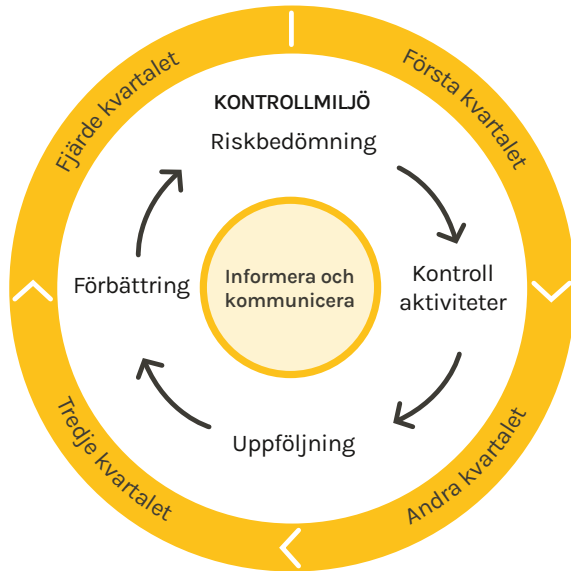 Fjärde kvartalet
Första kvartalet
KONTROLLMILJÖ
Riskbedömning
Förbättring
Informera och
kommunicera
Kontroll
aktiviteter
Uppföljning
Tredje kvartalet
Andra kvartalet